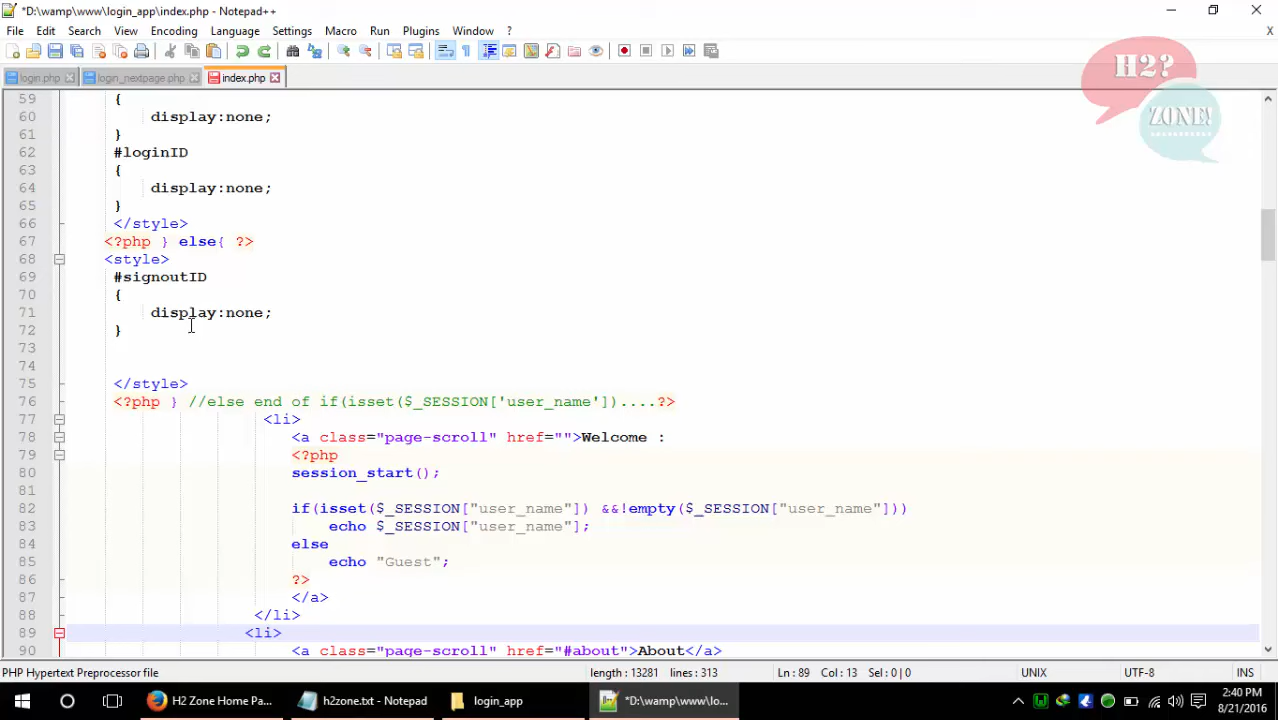 *D:\wamp\www\login_app\index.php - Notepad++
File Edit Search View Encoding Language Settings Macro Run Plugins Window ? X
login.php login_nextpage.php index.php
H2?
ZONE!
59 {
60 display:none;
61 }
62 #loginID
63 {
64 display:none;
65 }
66 </style>
67 <?php } else{ ?>
68 <style>
69 #signoutID
70 {
71 display:none;
72 }
73
74
75 </style>
76 <?php } //else end of if(isset($_SESSION['user_name'])....?>
77 <li>
78 <a class="page-scroll" href="">Welcome :
79 <?php
80 session_start();
81
82 if(isset($_SESSION["user_name"]) &&!empty($_SESSION["user_name"]))
83 echo $_SESSION["user_name"];
84 else
85 echo "Guest";
86 ?>
87 </a>
88 </li>
89 <li>
90 <a class="page-scroll" href="#about">About</a>
PHP Hypertext Preprocessor file length : 13281 lines : 313 Ln : 89 Col : 13 Sel : 0 | 0 UNIX UTF-8 INS
H2 Zone Home Pa... h2zone.txt - Notepad login_app *D:\wamp\www\lo... 2:40 PM
8/21/2016